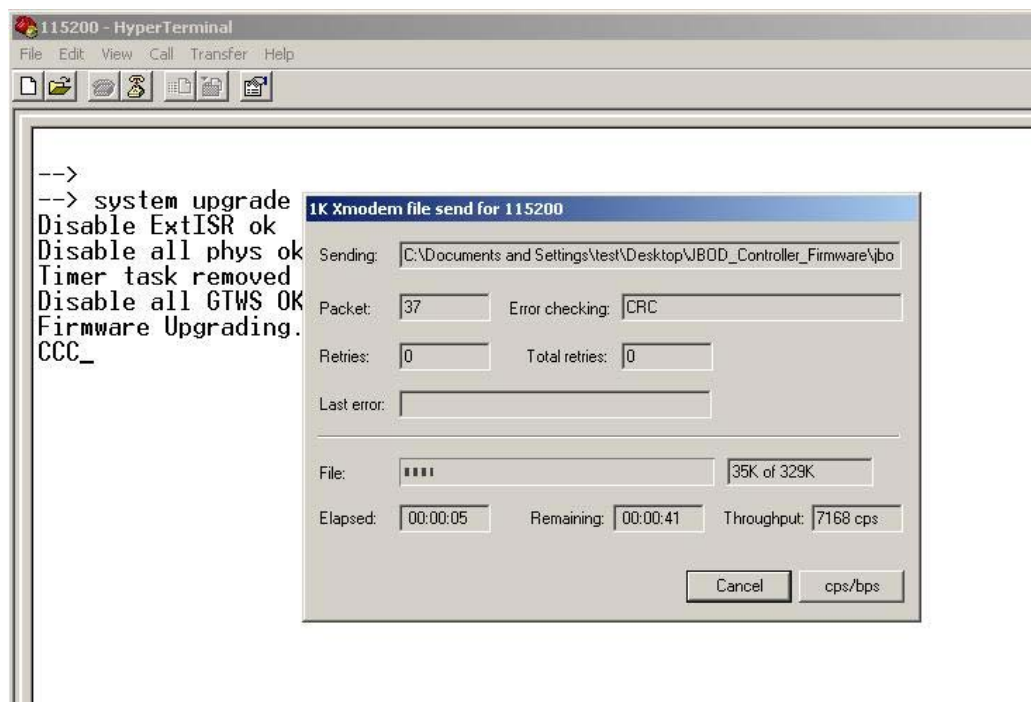 115200 - HyperTerminal
File Edit View Call Transfer Help
-->
--> system upgrade
Disable ExtISR ok
Disable all phys ok
Timer task removed
Disable all GTWS OK
Firmware Upgrading.
CCC_
1K Xmodem file send for 115200
Sending: C:\Documents and Settings\test\Desktop\JBOD_Controller_Firmware\jbo
Packet: 37 Error checking: CRC
Retries: 0 Total retries: 0
Last error:
File: 35K of 329K
Elapsed: 00:00:05 Remaining: 00:00:41 Throughput: 7168 cps
Cancel cps/bps